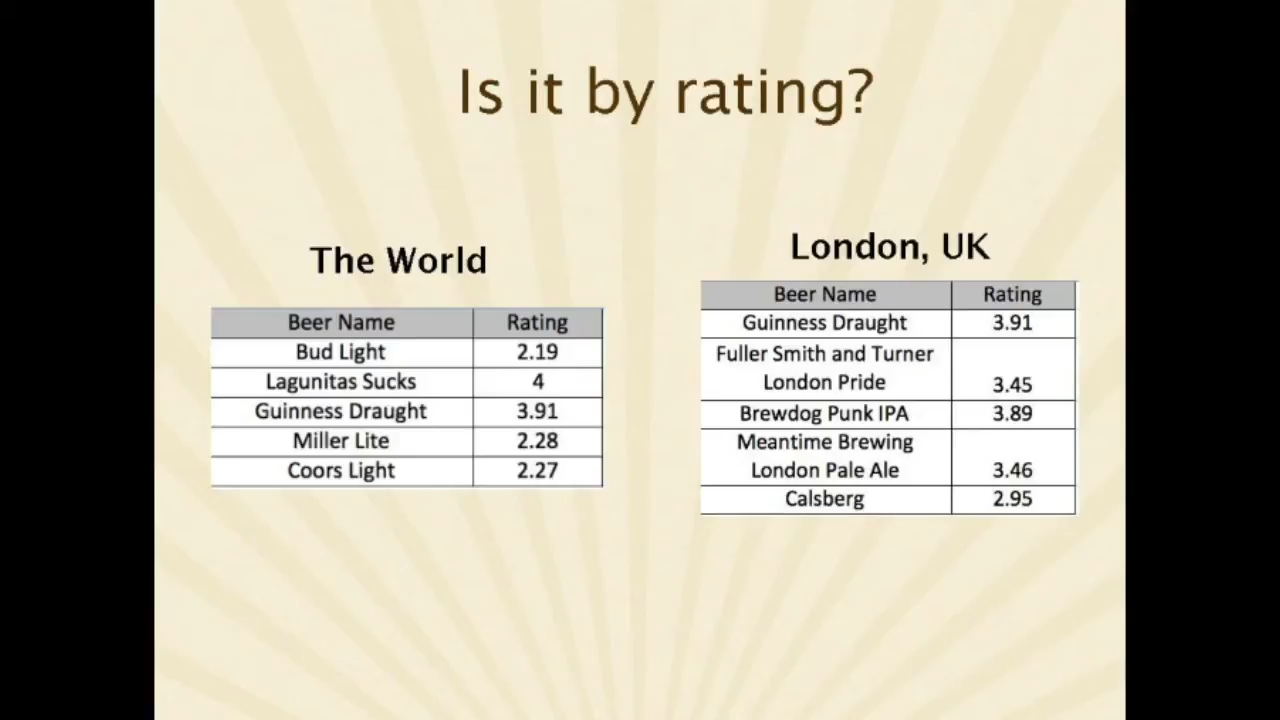 Is it by rating?
The World
Beer Name Rating
Bud Light 2.19
Lagunitas Sucks 4
Guinness Draught 3.91
Miller Lite 2.28
Coors Light 2.27
London, UK
Beer Name Rating
Guinness Draught 3.91
Fuller Smith and Turner
London Pride 3.45
Brewdog Punk IPA 3.89
Meantime Brewing
London Pale Ale 3.46
Calsberg 2.95